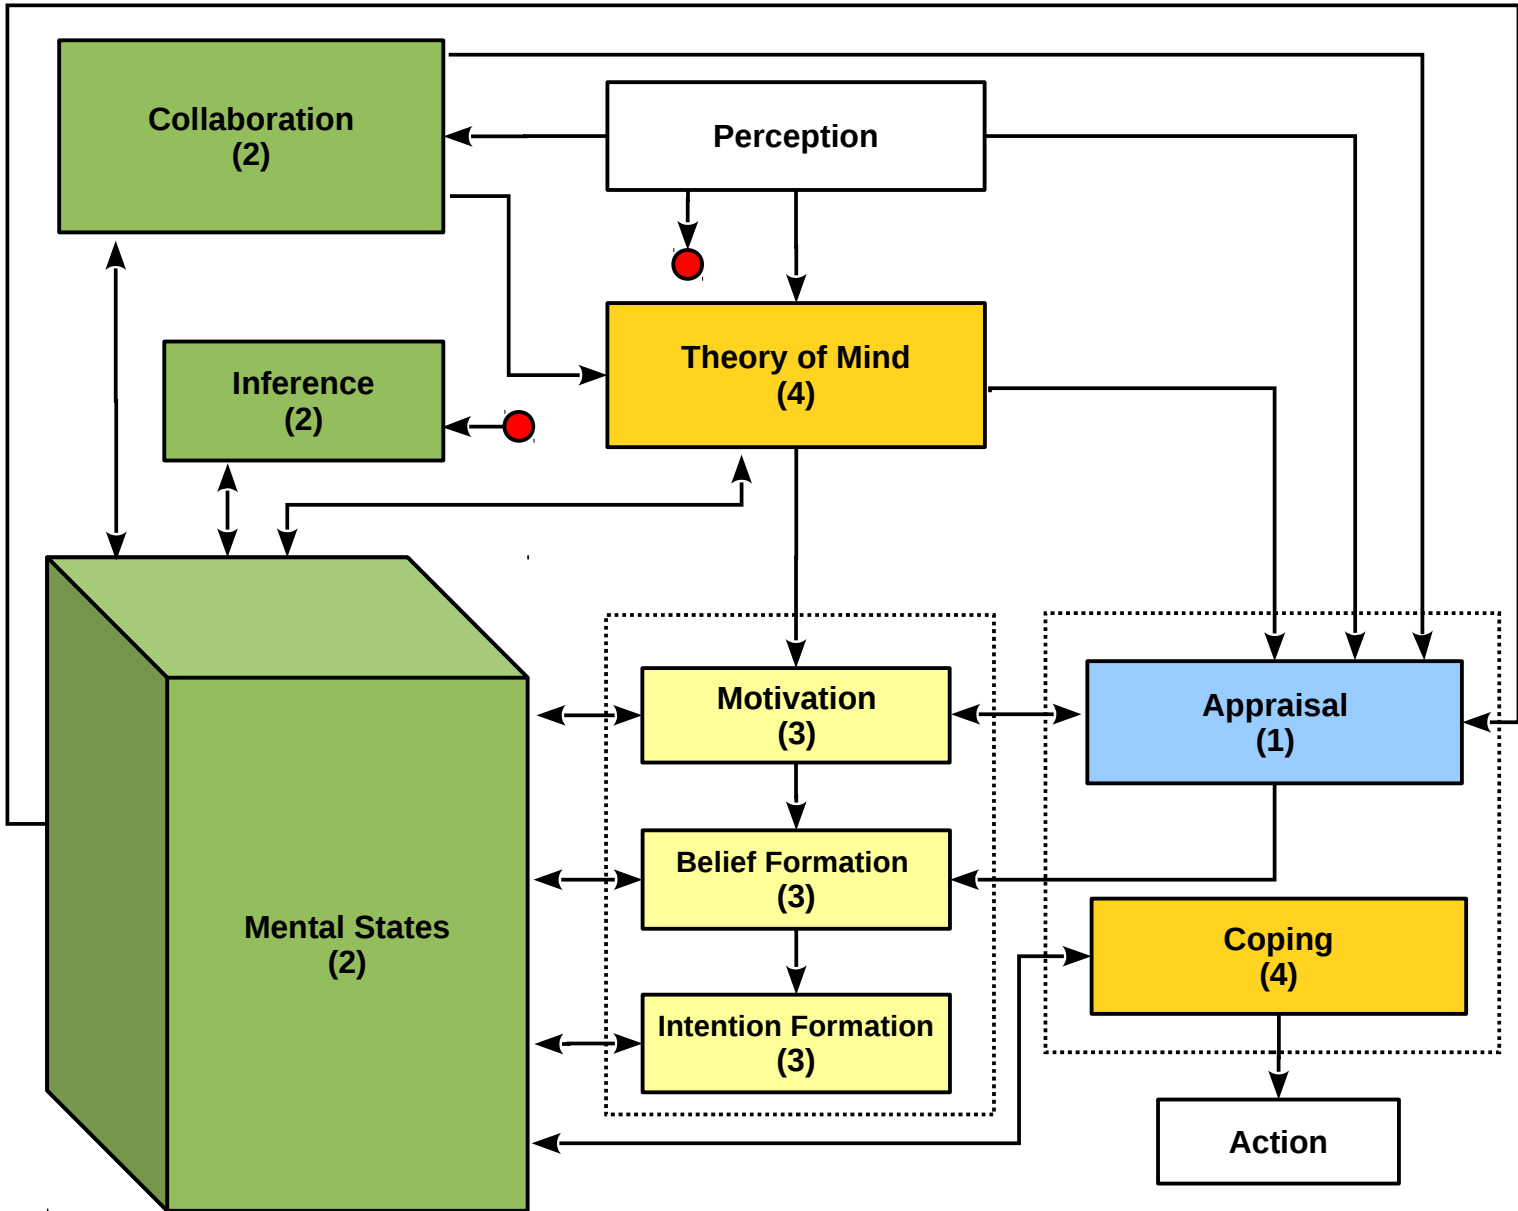 Collaboration
(2)
Perception
Theory of Mind
(4)
Inference
(2)
Motivation
(3)
Appraisal
(1)
Belief Formation
(3)
Mental States
(2)
Coping
(4)
Intention Formation
(3)
Action